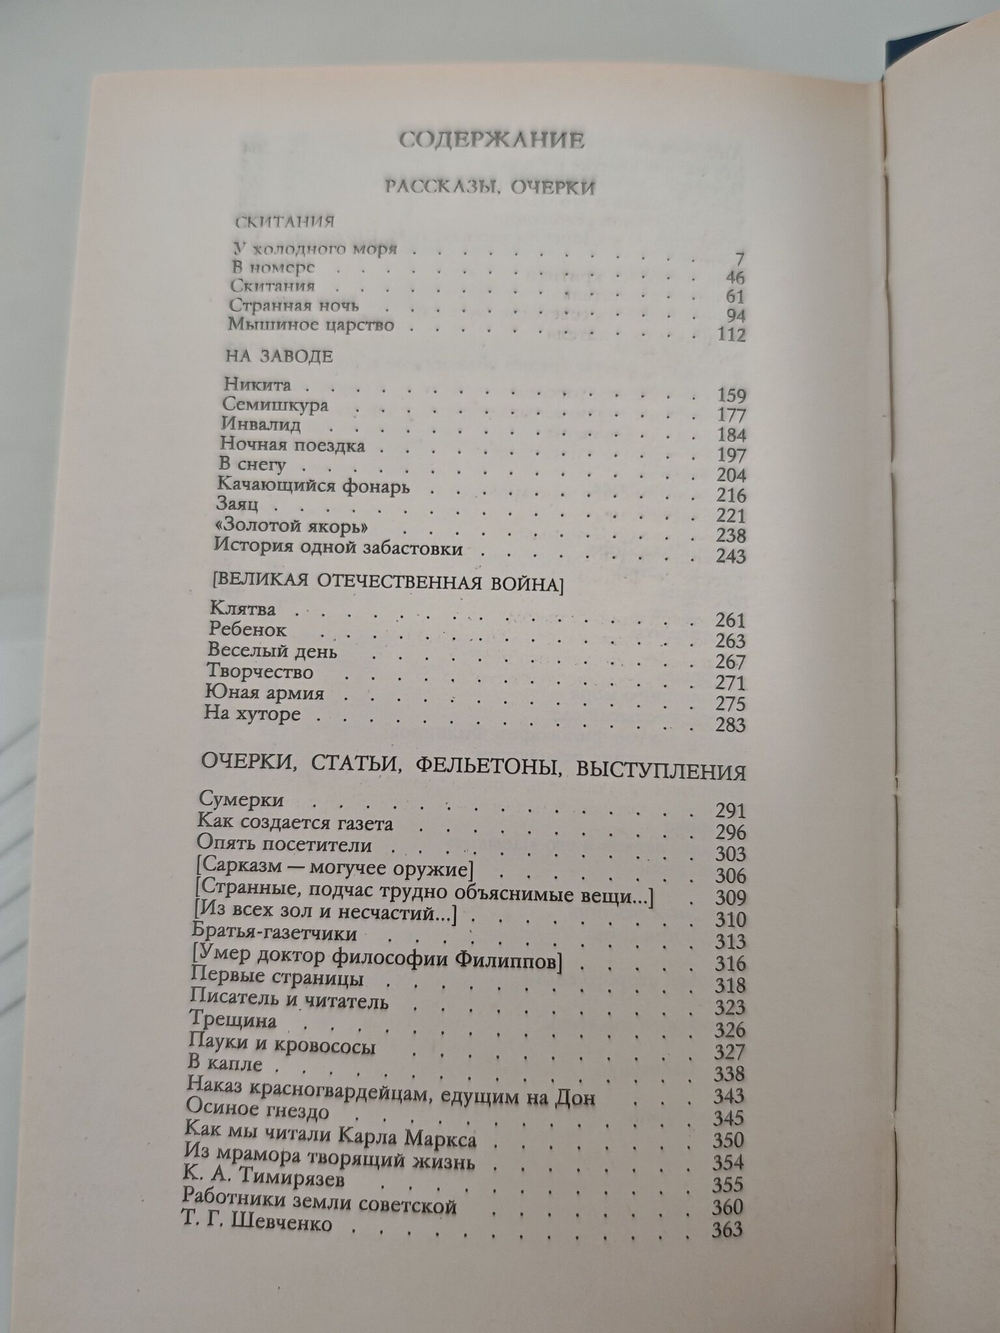 СОДЕРЖАНИЕ
РАССКАЗЫ, ОЧЕРКИ
СКИТАНИЯ
У холодного моря . . . . . . . . . . . 7
В номере . . . . . . . . . . . . . . 46
Скитания . . . . . . . . . . . . . . 61
Странная ночь . . . . . . . . . . . . 94
Мышиное царство . . . . . . . . . . . 112
НА ЗАВОДЕ
Никита . . . . . . . . . . . . . . . 159
Семишкура . . . . . . . . . . . . . 177
Инвалид . . . . . . . . . . . . . . 184
Ночная поездка . . . . . . . . . . . . 197
В снегу . . . . . . . . . . . . . . . 204
Качающийся фонарь . . . . . . . . . . 216
Заяц . . . . . . . . . . . . . . . . 221
«Золотой якорь» . . . . . . . . . . . 238
История одной забастовки . . . . . . . . 243
[ВЕЛИКАЯ ОТЕЧЕСТВЕННАЯ ВОЙНА]
Клятва . . . . . . . . . . . . . . . 261
Ребенок . . . . . . . . . . . . . . 263
Веселый день . . . . . . . . . . . . 267
Творчество . . . . . . . . . . . . . 271
Юная армия . . . . . . . . . . . . . 275
На хуторе . . . . . . . . . . . . . . 283
ОЧЕРКИ, СТАТЬИ, ФЕЛЬЕТОНЫ, ВЫСТУПЛЕНИЯ
Сумерки . . . . . . . . . . . . . . 291
Как создается газета . . . . . . . . . . 296
Опять посетители . . . . . . . . . . . 303
[Сарказм — могучее оружие] . . . . . . . 306
[Странные, подчас трудно объяснимые вещи...] . 309
[Из всех зол и несчастий...] . . . . . . . . 310
Братья-газетчики . . . . . . . . . . . 313
[Умер доктор философии Филиппов] . . . . 316
Первые страницы . . . . . . . . . . . 318
Писатель и читатель . . . . . . . . . . 323
Трещина . . . . . . . . . . . . . . 326
Пауки и кровососы . . . . . . . . . . 327
В капле . . . . . . . . . . . . . . . 338
Наказ красногвардейцам, едущим на Дон . . . 343
Осиное гнездо . . . . . . . . . . . . 345
Как мы читали Карла Маркса . . . . . . . 350
Из мрамора творящий жизнь . . . . . . . 354
К. А. Тимирязев . . . . . . . . . . . 355
Работники земли советской . . . . . . . . 360
Т. Г. Шевченко . . . . . . . . . . . . 363